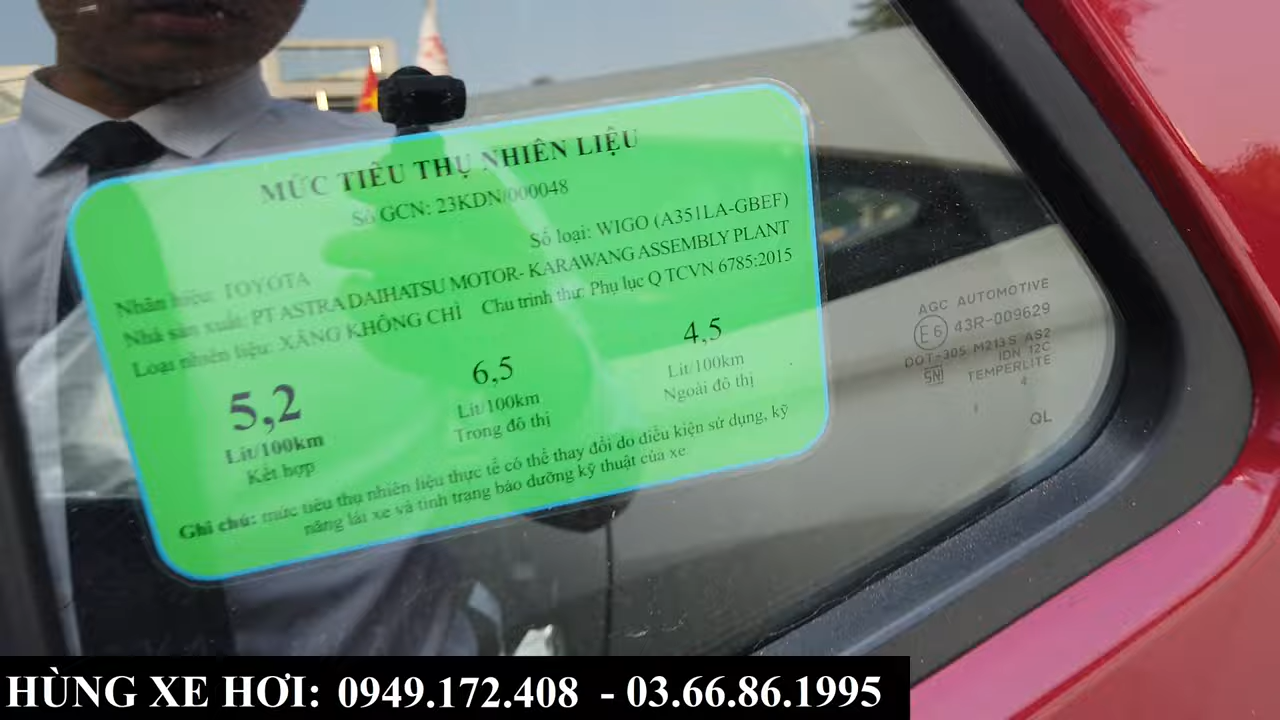 MỨC TIÊU THỤ NHIÊN LIỆU
Số GCN: 23KDN/000048
Nhãn hiệu: TOYOTA
Số loại: WIGO (A351LA-GBEF)
Nhà sản xuất: PT ASTRA DAIHATSU MOTOR- KARAWANG ASSEMBLY PLANT
Loại nhiên liệu: XĂNG KHÔNG CHÌ Chu trình thử: Phụ lục Q TCVN 6785:2015
5,2
Lít/100km
Kết hợp
6,5
Lít/100km
Trong đô thị
4,5
Lít/100km
Ngoài đô thị
Ghi chú: mức tiêu thụ nhiên liệu thực tế có thể thay đổi do điều kiện sử dụng, kỹ
năng lái xe và tình trạng bảo dưỡng kỹ thuật của xe.
AGC AUTOMOTIVE
E6 43R-009629
DOT-305 M213S AS2
SNI IDN 12C
TEMPERLITE
4
QL
HÙNG XE HƠI: 0949.172.408 - 03.66.86.1995